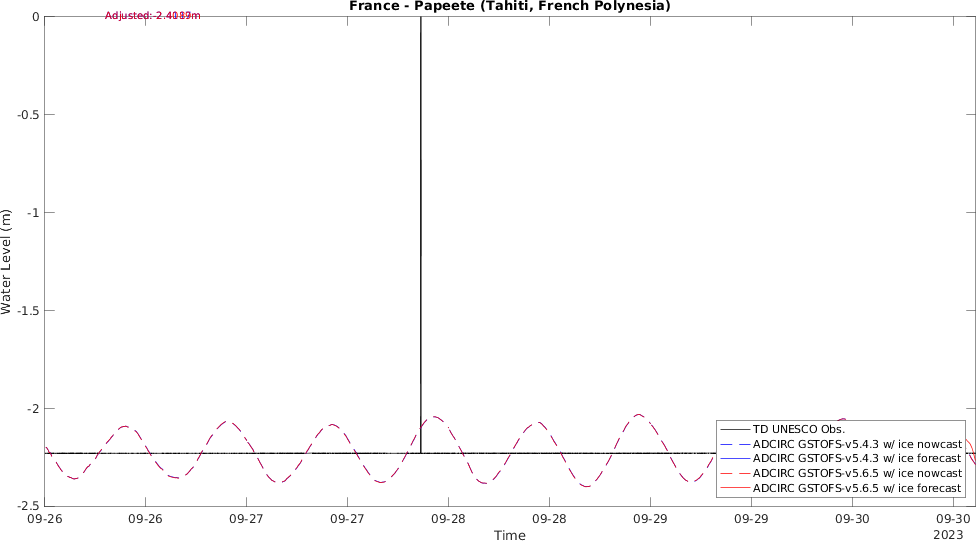 France - Papeete (Tahiti, French Polynesia)
Adjusted:
0
-0.5
-1
-1.5
-2
-2.5
Water Level (m)
TD UNESCO Obs.
ADCIRC GSTOFS-v5.4.3 w/ ice nowcast
ADCIRC GSTOFS-v5.4.3 w/ ice forecast
ADCIRC GSTOFS-v5.6.5 w/ ice nowcast
ADCIRC GSTOFS-v5.6.5 w/ ice forecast
09-26 09-26 09-27 09-27 09-28 09-28 09-29 09-29 09-30 09-30
Time
2023